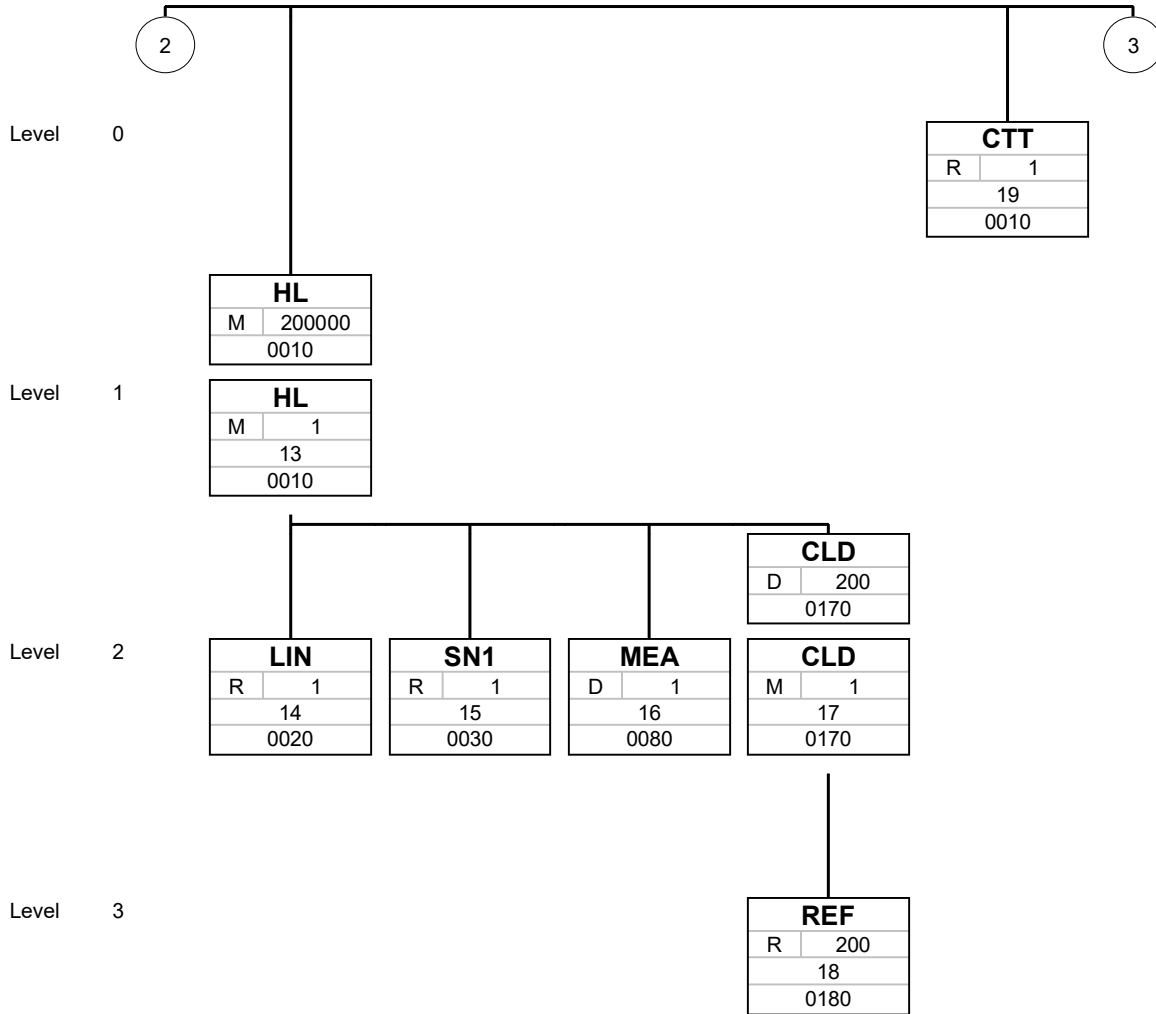 2
3
Level 0
CTT
R 1
19
0010
HL
M 200000
0010
Level 1
HL
M 1
13
0010
CLD
D 200
0170
Level 2
LIN
R 1
14
0020
SN1
R 1
15
0030
MEA
D 1
16
0080
CLD
M 1
17
0170
Level 3
REF
R 200
18
0180